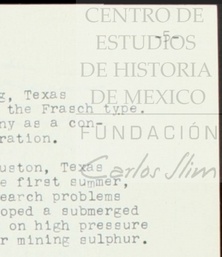 CENTRO DE
ESTUDIOS
-5-
DE HISTORIA
DE MEXICO
FUNDACIÓN
Carlos Slim
, Texas
the Frasch type.
ny as a con-
ration.
uston, Texas
e first summer,
earch problems
oped a submerged
on high pressure
r mining sulphur.